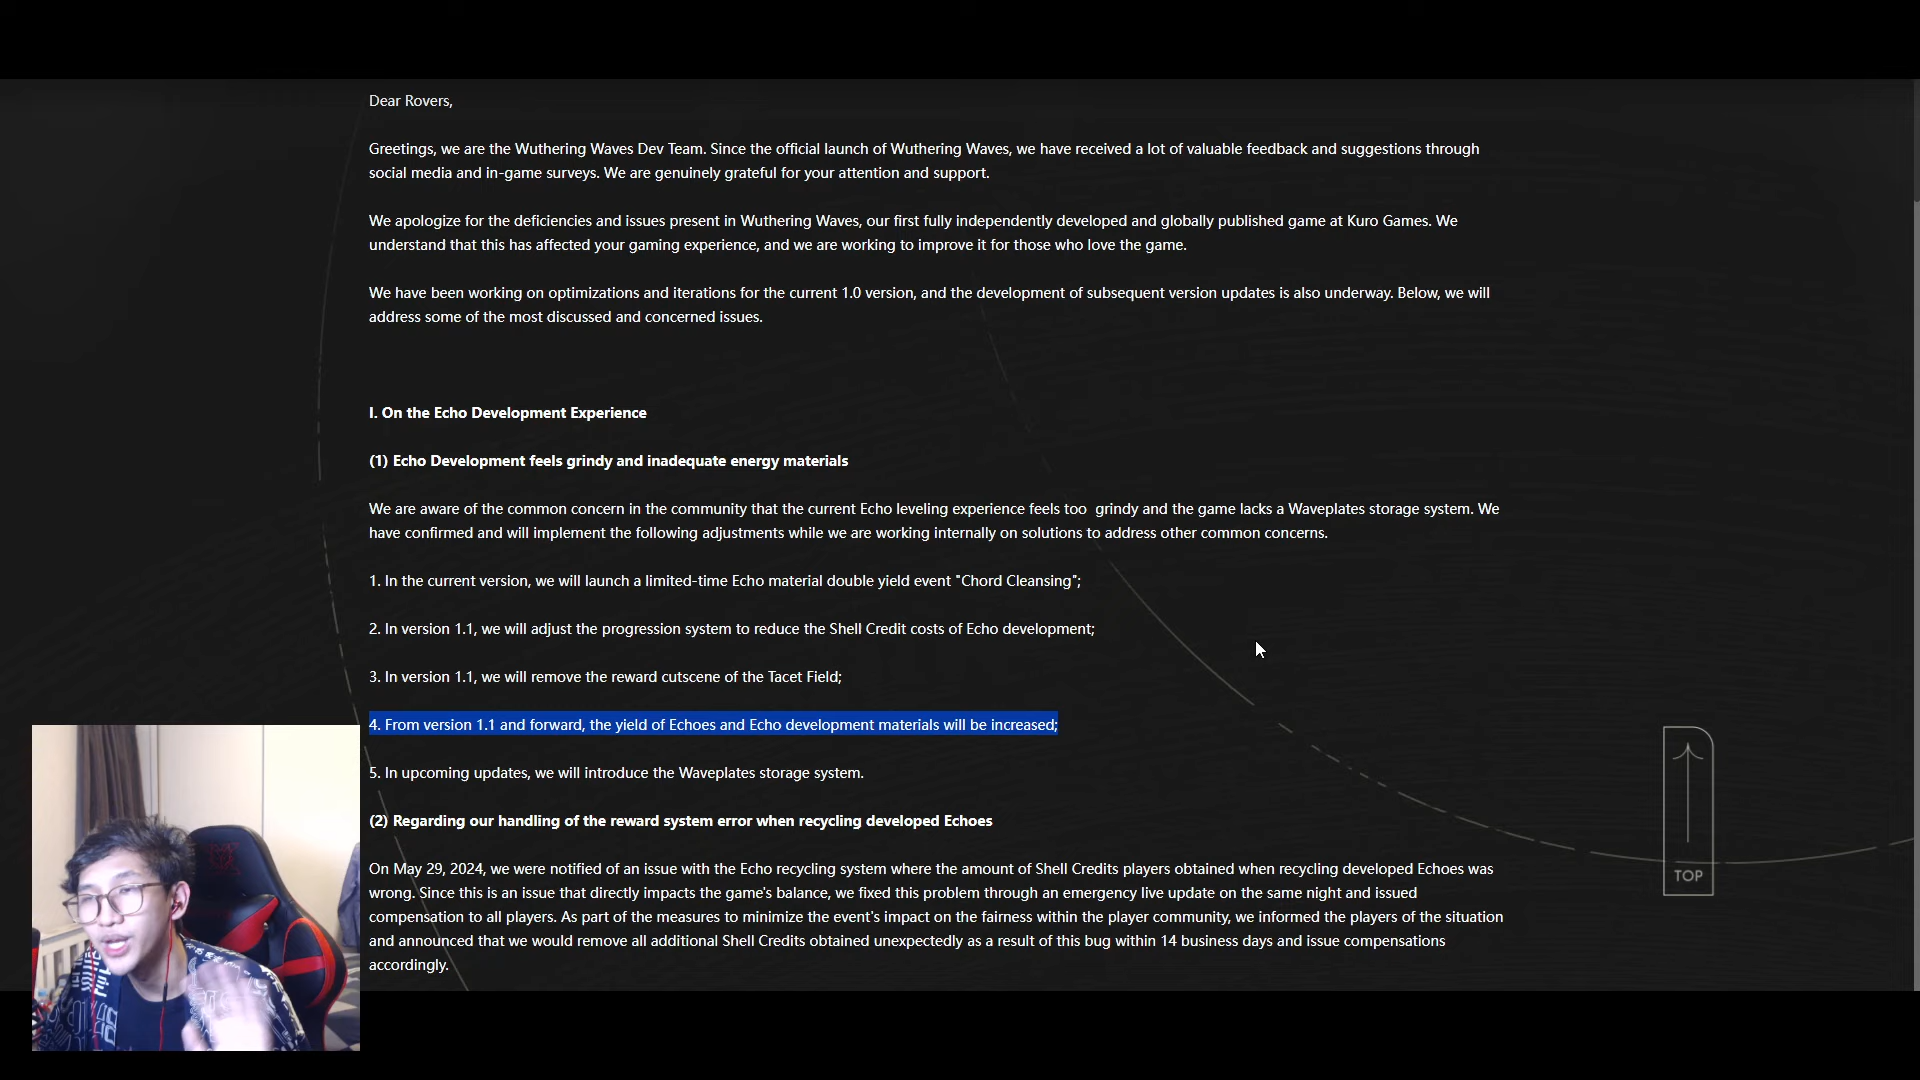 Dear Rovers,
Greetings, we are the Wuthering Waves Dev Team. Since the official launch of Wuthering Waves, we have received a lot of valuable feedback and suggestions through
social media and in-game surveys. We are genuinely grateful for your attention and support.
We apologize for the deficiencies and issues present in Wuthering Waves, our first fully independently developed and globally published game at Kuro Games. We
understand that this has affected your gaming experience, and we are working to improve it for those who love the game.
We have been working on optimizations and iterations for the current 1.0 version, and the development of subsequent version updates is also underway. Below, we will
address some of the most discussed and concerned issues.
I. On the Echo Development Experience
(1) Echo Development feels grindy and inadequate energy materials
We are aware of the common concern in the community that the current Echo leveling experience feels too  grindy and the game lacks a Waveplates storage system. We
have confirmed and will implement the following adjustments while we are working internally on solutions to address other common concerns.
1. In the current version, we will launch a limited-time Echo material double yield event "Chord Cleansing";
2. In version 1.1, we will adjust the progression system to reduce the Shell Credit costs of Echo development;
3. In version 1.1, we will remove the reward cutscene of the Tacet Field;
4. From version 1.1 and forward, the yield of Echoes and Echo development materials will be increased;
5. In upcoming updates, we will introduce the Waveplates storage system.
(2) Regarding our handling of the reward system error when recycling developed Echoes
On May 29, 2024, we were notified of an issue with the Echo recycling system where the amount of Shell Credits players obtained when recycling developed Echoes was
wrong. Since this is an issue that directly impacts the game's balance, we fixed this problem through an emergency live update on the same night and issued
compensation to all players. As part of the measures to minimize the event's impact on the fairness within the player community, we informed the players of the situation
and announced that we would remove all additional Shell Credits obtained unexpectedly as a result of this bug within 14 business days and issue compensations
accordingly.
TOP